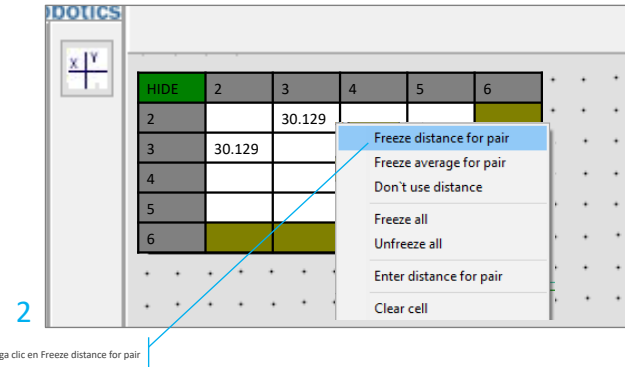 obotics
X Y
HIDE 2 3 4 5 6
2 30.129
3 30.129
4
5
6
Freeze distance for pair
Freeze average for pair
Don`t use distance
Freeze all
Unfreeze all
Enter distance for pair
Clear cell
2
ga clic en Freeze distance for pair